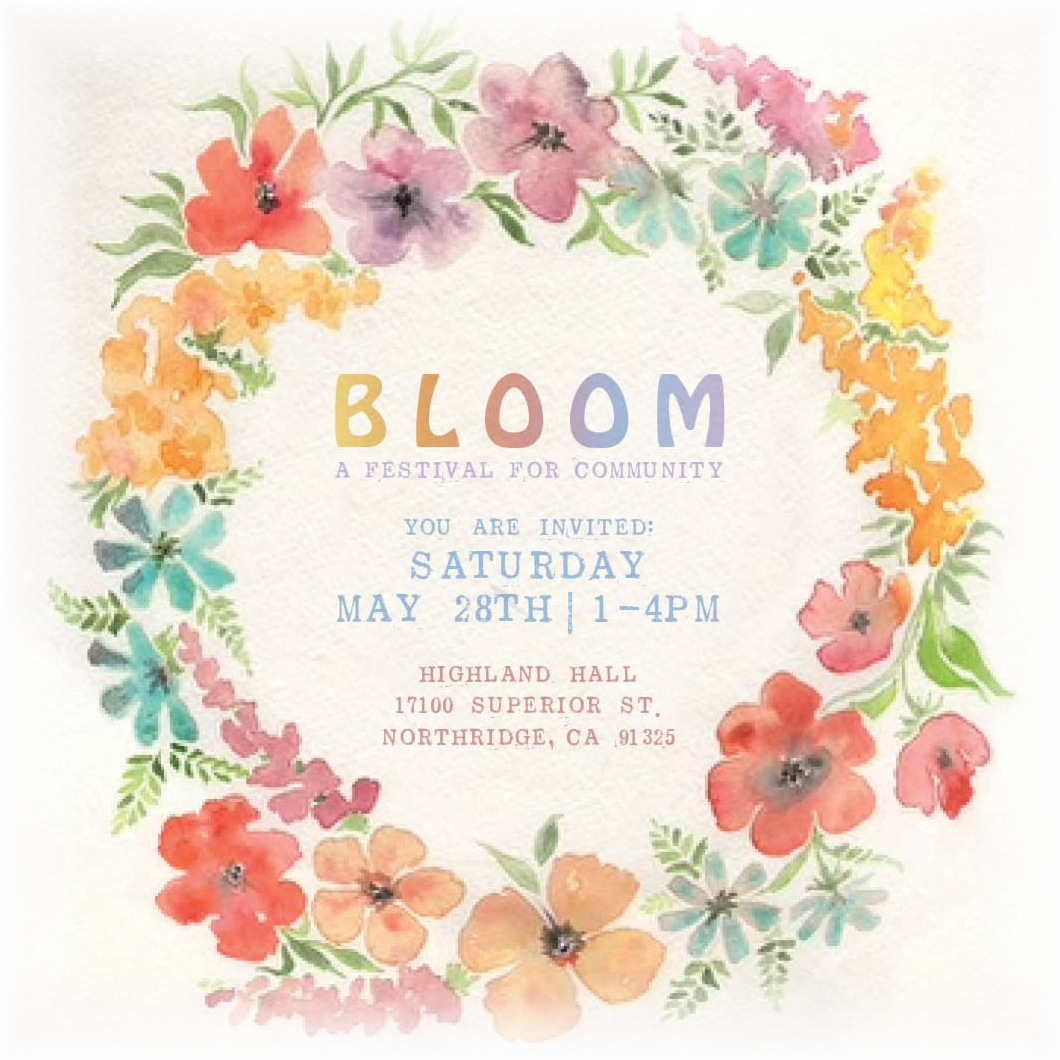 BLOOM
A FESTIVAL FOR COMMUNITY
YOU ARE INVITED:
SATURDAY
MAY 28TH | 1-4PM
HIGHLAND HALL
17100 SUPERIOR ST.
NORTHRIDGE, CA 91325